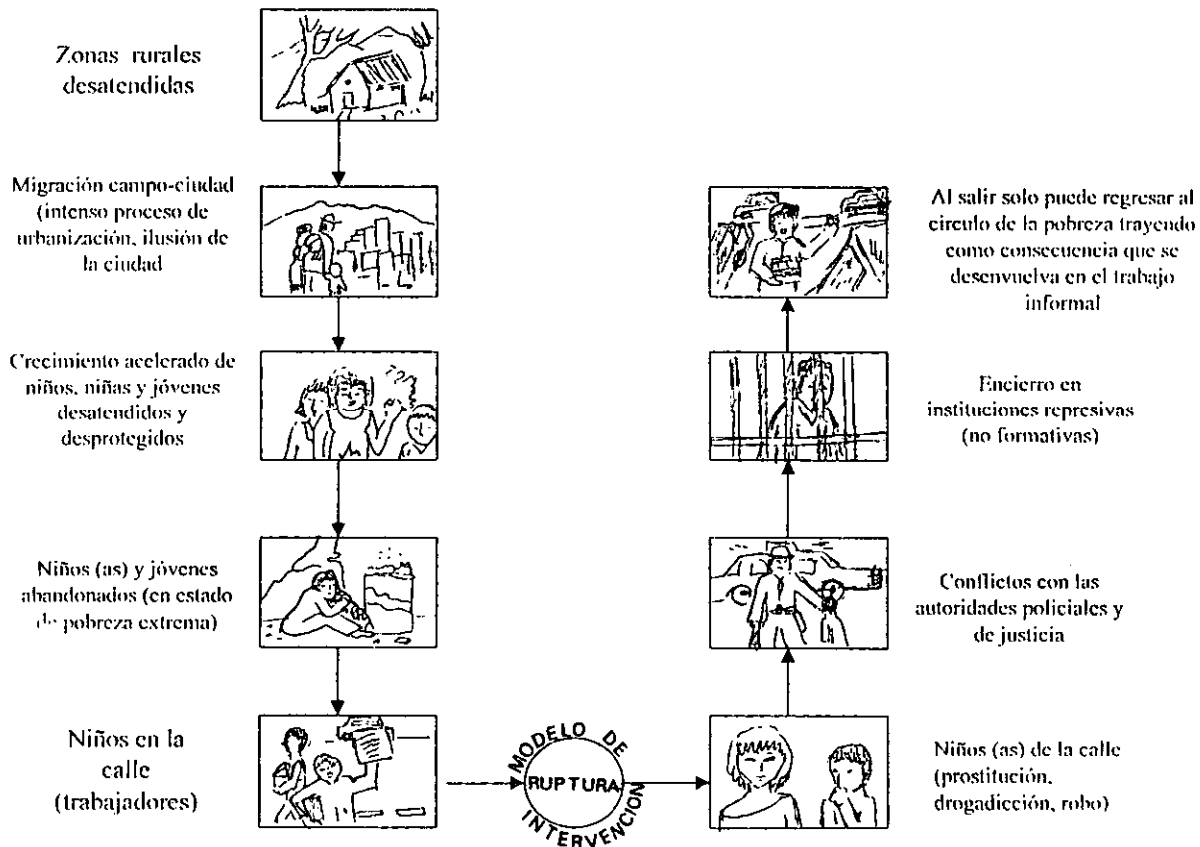 Zonas rurales
desatendidas
Migración campo-ciudad
(intenso proceso de
urbanización, ilusión de
la ciudad
Crecimiento acelerado de
niños, niñas y jóvenes
desatendidos y
desprotegidos
Niños (as) y jóvenes
abandonados (en estado
de pobreza extrema)
Niños en la
calle
(trabajadores)
MODELO DE
RUPTURA
INTERVENCION
Niños (as) de la calle
(prostitución,
drogadicción, robo)
Conflictos con las
autoridades policiales y
de justicia
Encierro en
instituciones represivas
(no formativas)
Al salir solo puede regresar al
círculo de la pobreza trayendo
como consecuencia que se
desenvuelva en el trabajo
informal